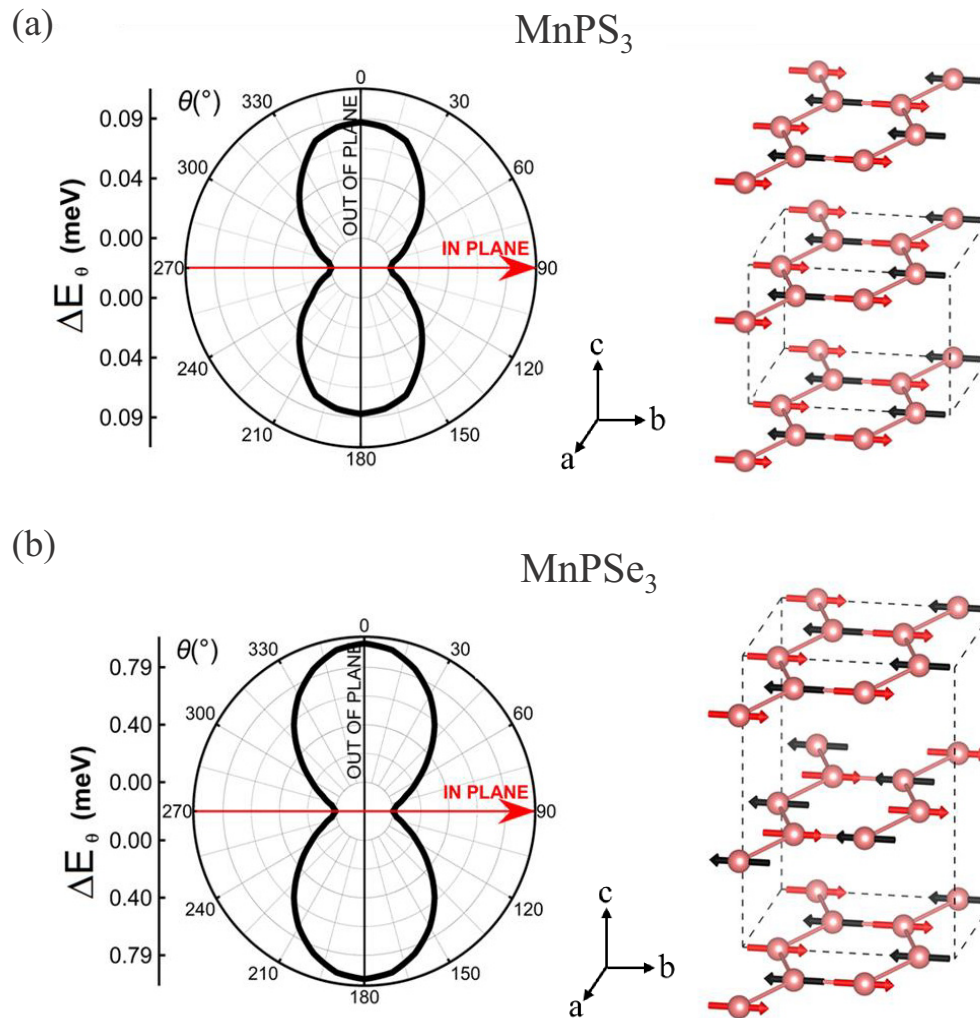 (a)
MnPS3
θ(°)
0
30
60
90
120
150
180
210
240
270
300
330
OUT OF PLANE
IN PLANE
0.09
0.04
0.00
0.00
0.04
0.09
ΔEθ (meV)
c
b
a
(b)
MnPSe3
θ(°)
0
30
60
90
120
150
180
210
240
270
300
330
OUT OF PLANE
IN PLANE
0.79
0.40
0.00
0.00
0.40
0.79
ΔEθ (meV)
c
b
a